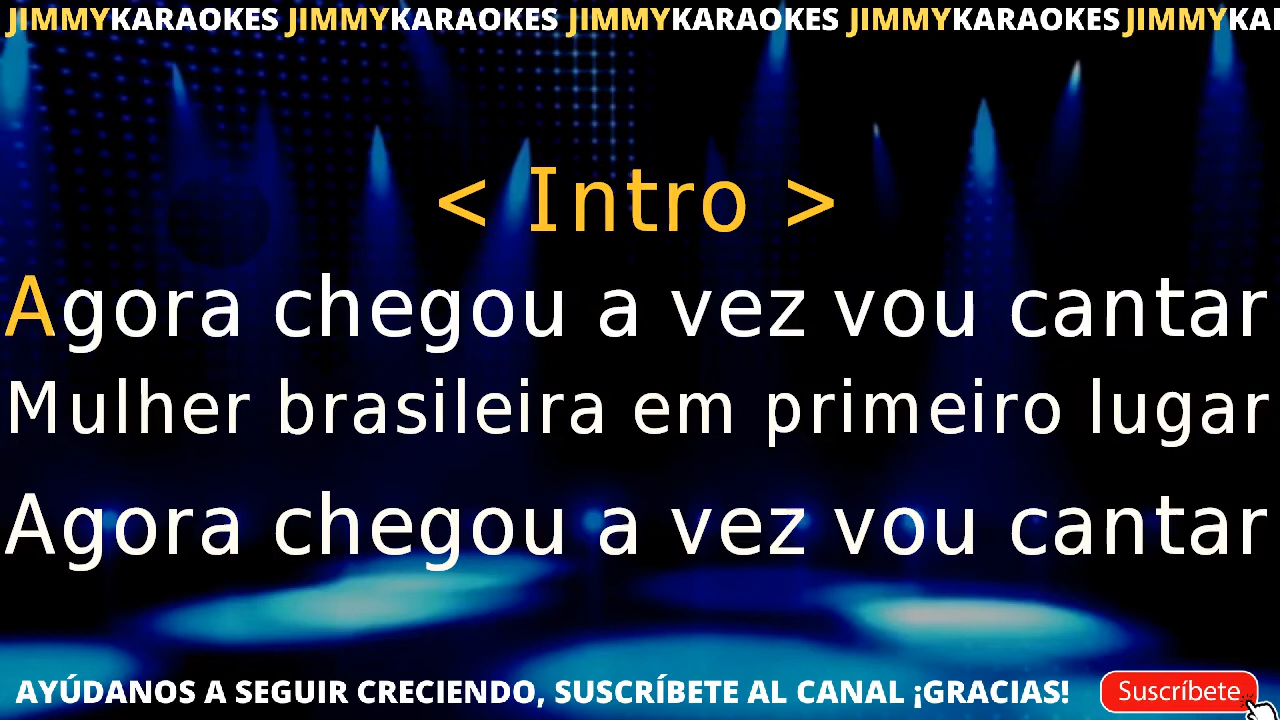 JIMMYKARAOKES JIMMYKARAOKES JIMMYKARAOKES JIMMYKARAOKES JIMMYKA
< Intro >
Agora chegou a vez vou cantar
Mulher brasileira em primeiro lugar
Agora chegou a vez vou cantar
AYÚDANOS A SEGUIR CRECIENDO, SUSCRÍBETE AL CANAL ¡GRACIAS! Suscríbete